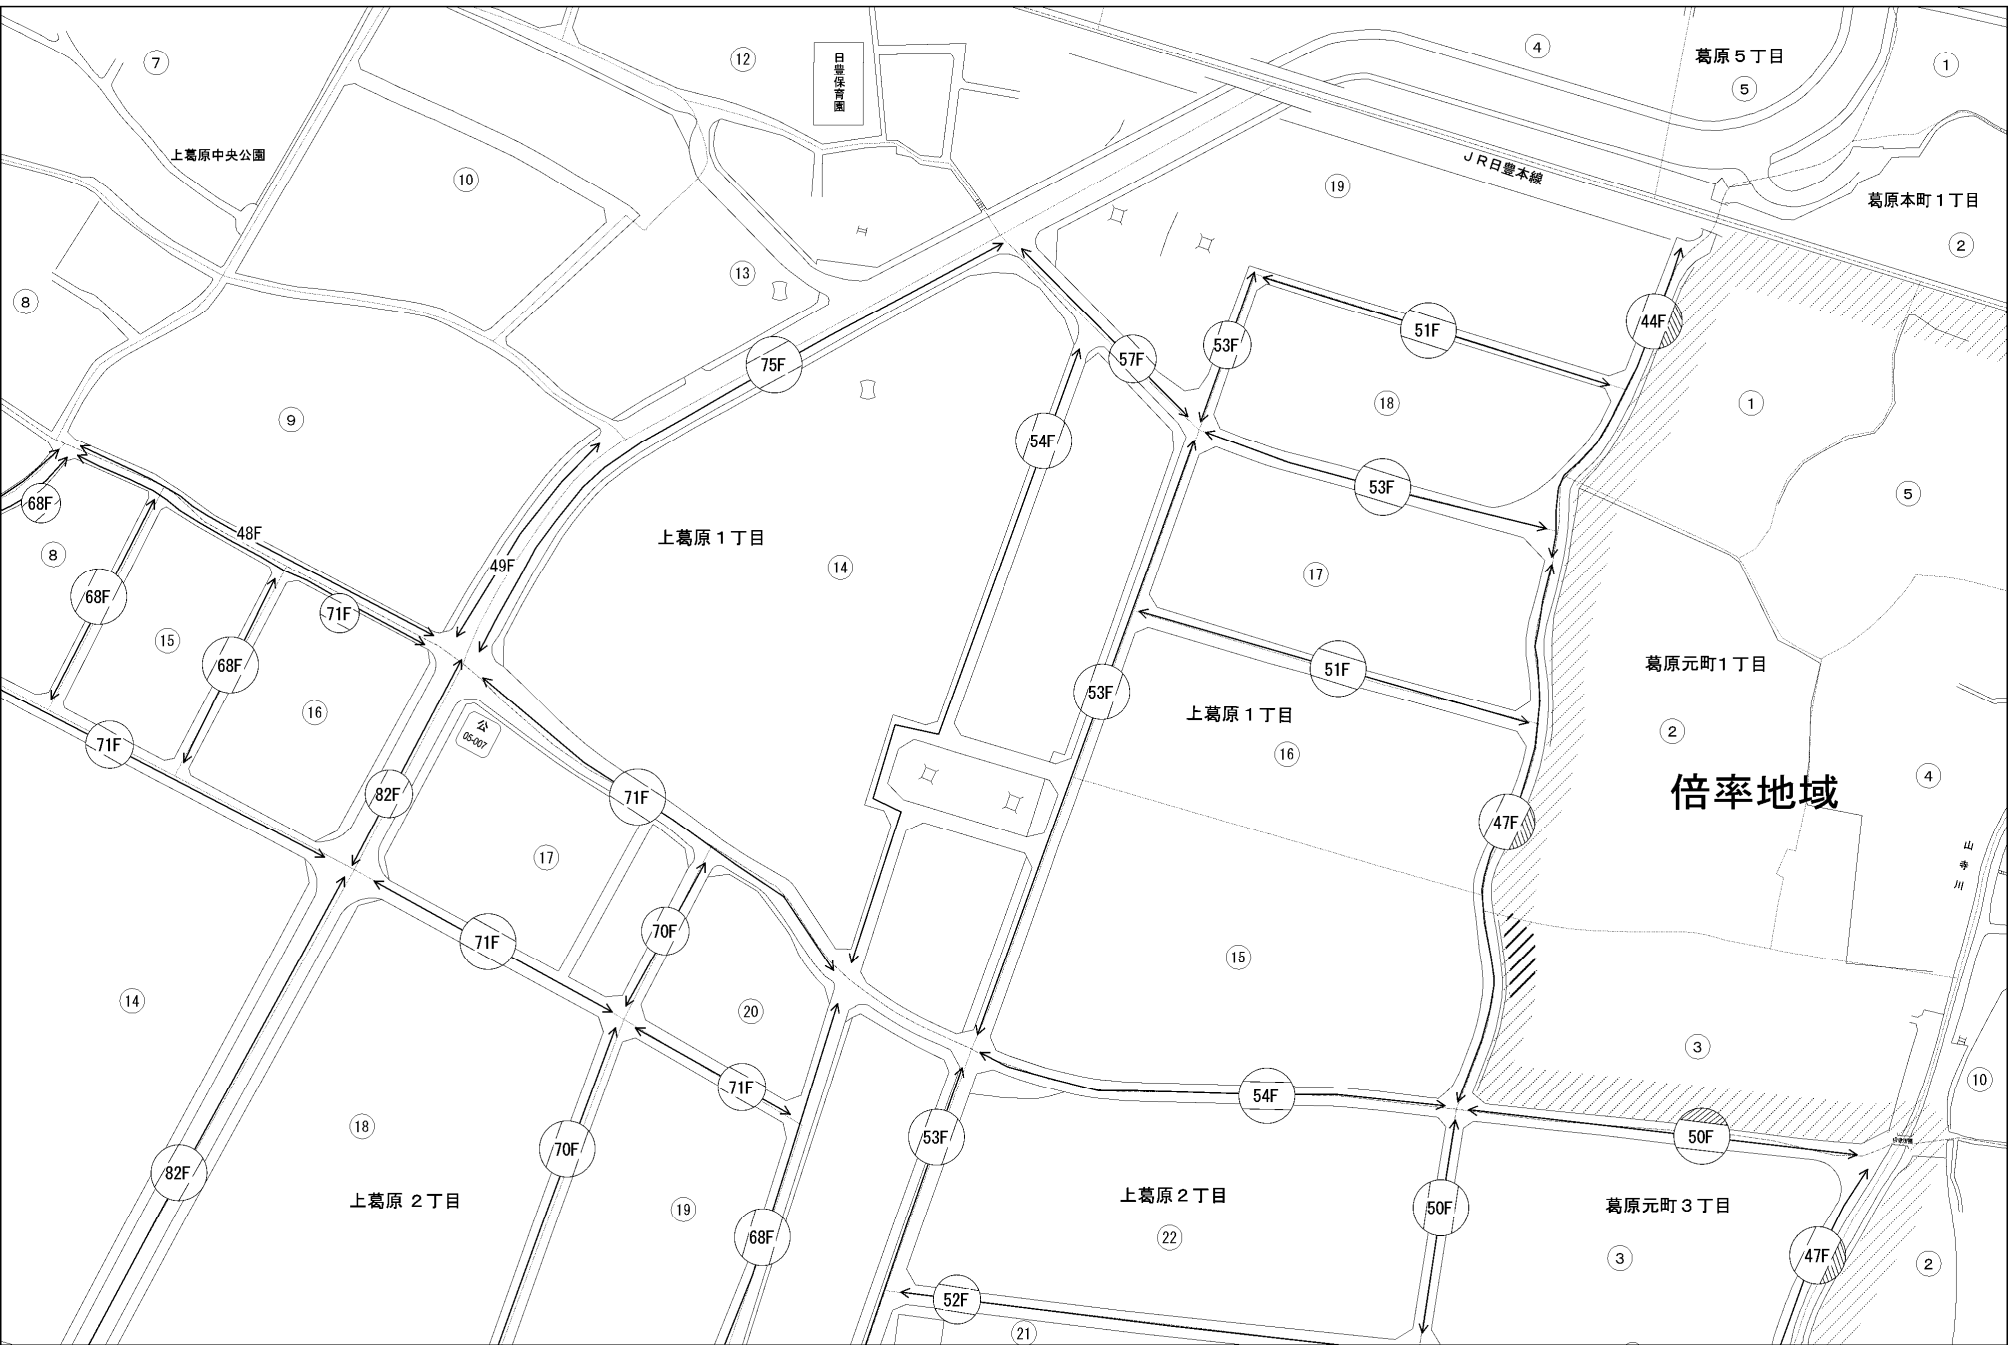 ⑦
⑫
日豊保育園
④
葛原５丁目
⑤
①
上葛原中央公園
⑩
ＪＲ日豊本線
⑲
葛原本町１丁目
②
⑬
⑧
44F
51F
53F
57F
75F
⑱
①
⑨
54F
53F
⑤
68F
48F
上葛原１丁目
49F
⑭
⑰
⑧
68F
71F
⑮
68F
51F
葛原元町１丁目
53F
⑯
公
05-007
上葛原１丁目
②
71F
⑯
④
倍率地域
82F
71F
47F
⑰
山寺川
70F
71F
⑮
⑭
⑳
③
⑩
71F
54F
⑱
53F
50F
70F
82F
上葛原２丁目
上葛原２丁目
50F
葛原元町３丁目
⑲
68F
㉒
47F
③
②
52F
㉑